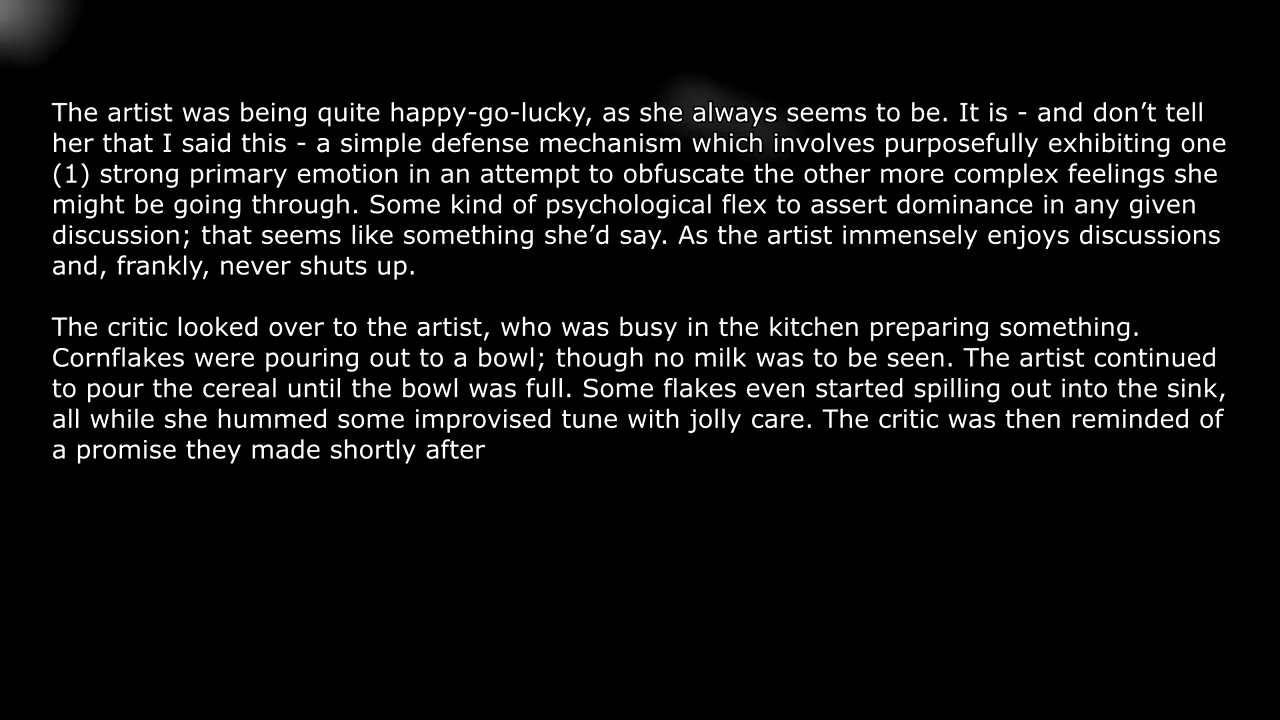 The artist was being quite happy-go-lucky, as she always seems to be. It is - and don’t tell
her that I said this - a simple defense mechanism which involves purposefully exhibiting one
(1) strong primary emotion in an attempt to obfuscate the other more complex feelings she
might be going through. Some kind of psychological flex to assert dominance in any given
discussion; that seems like something she’d say. As the artist immensely enjoys discussions
and, frankly, never shuts up.
The critic looked over to the artist, who was busy in the kitchen preparing something.
Cornflakes were pouring out to a bowl; though no milk was to be seen. The artist continued
to pour the cereal until the bowl was full. Some flakes even started spilling out into the sink,
all while she hummed some improvised tune with jolly care. The critic was then reminded of
a promise they made shortly after